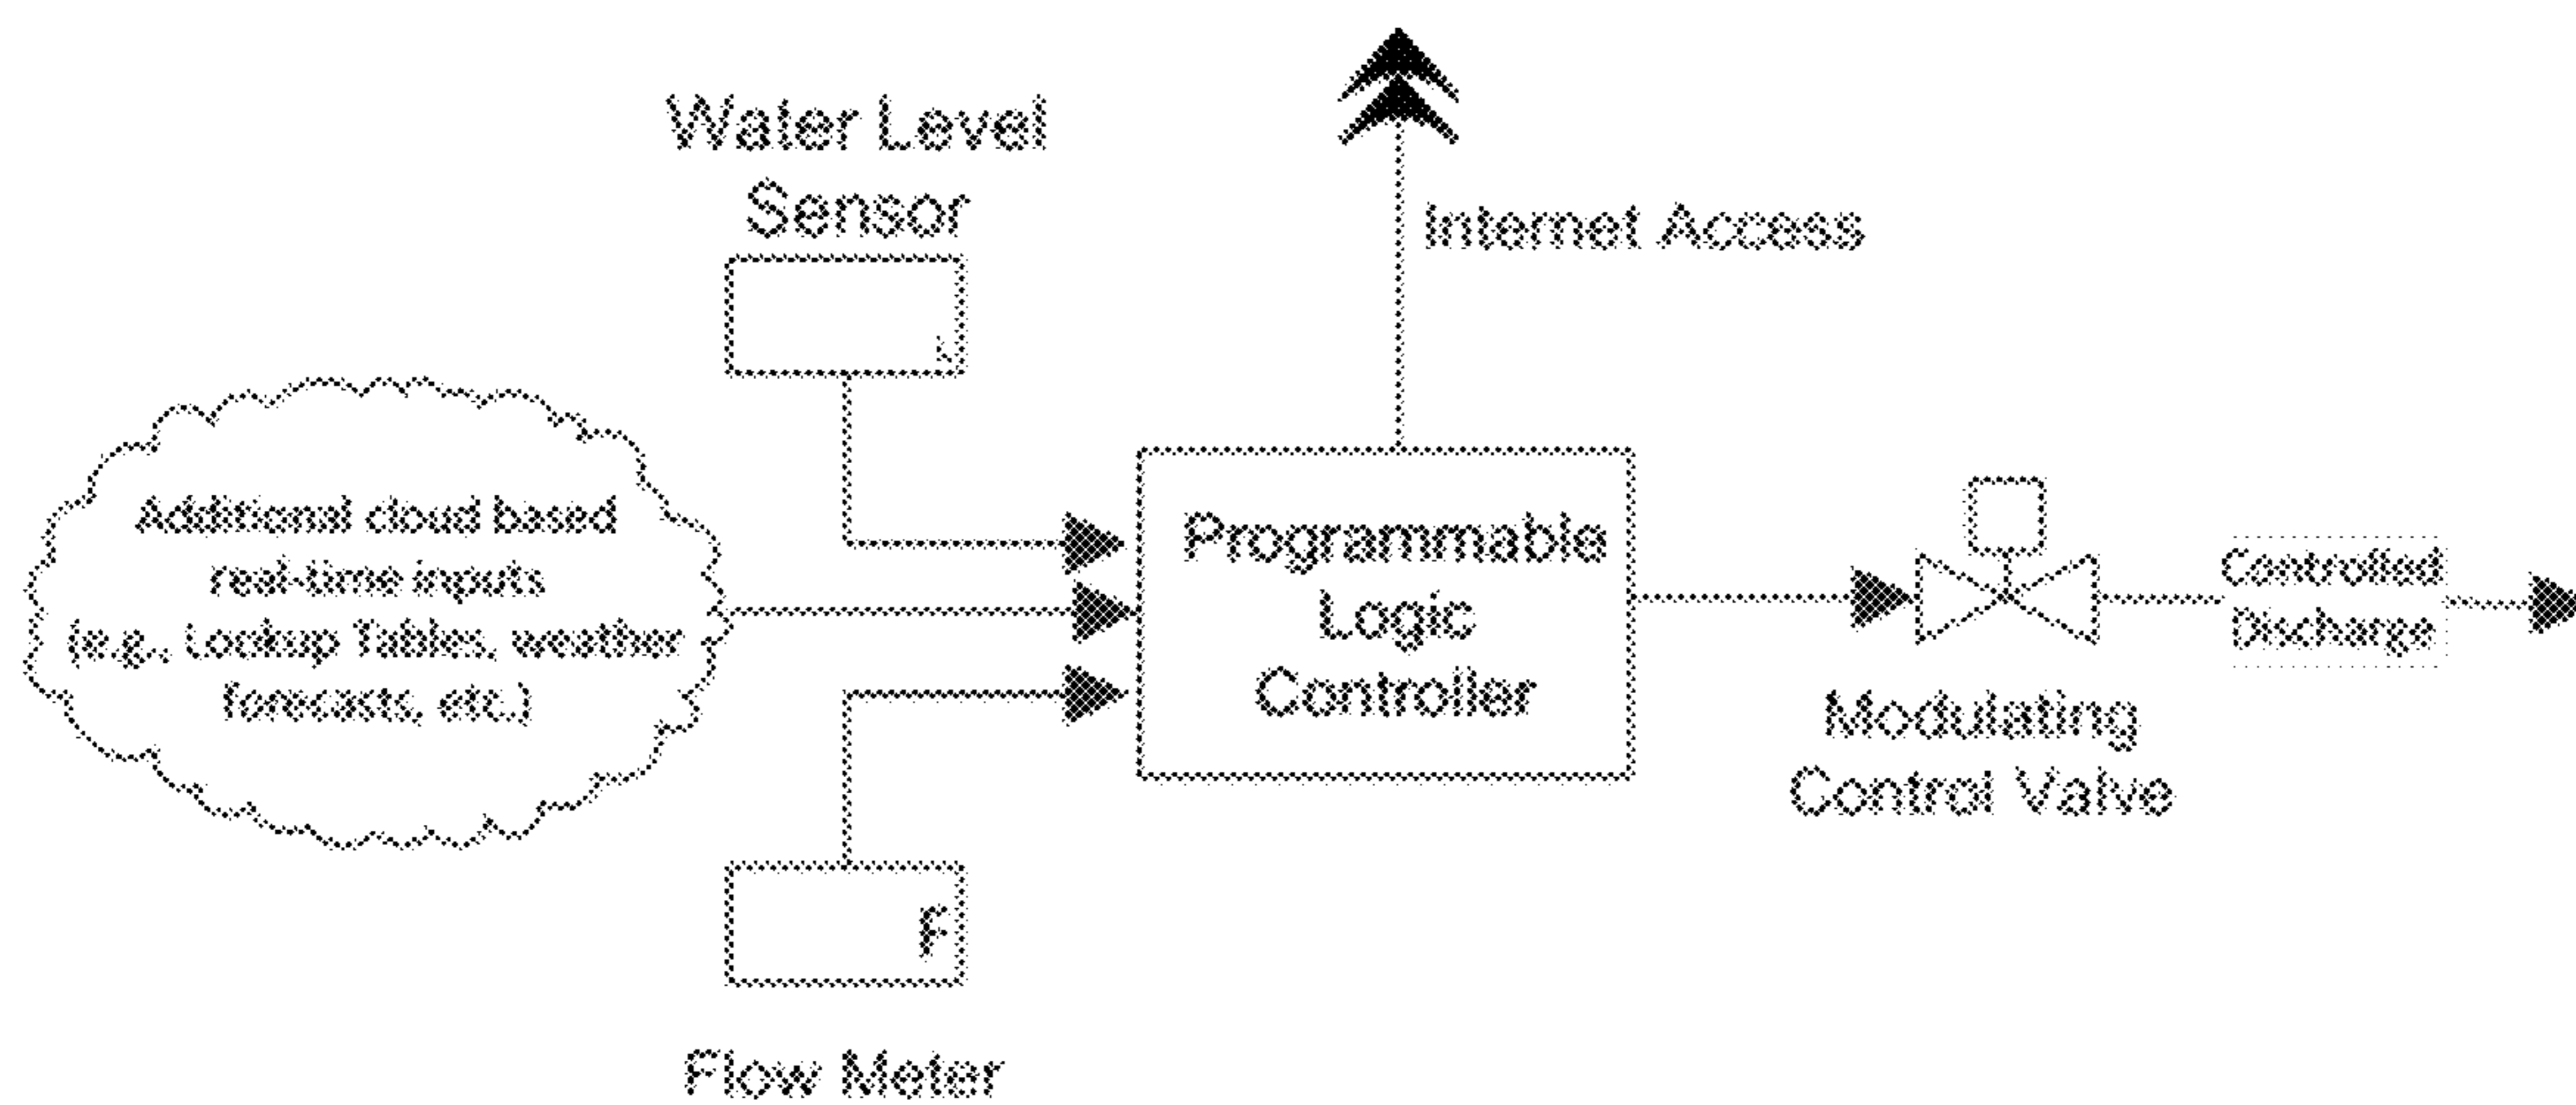 Water Level
Sensor
Internet Access
Additional cloud based
real-time inputs
(e.g., Lookup Tables, weather
forecasts, etc.)
Programmable
Logic
Controller
Controlled
Discharge
Modulating
Control Valve
F
Flow Meter